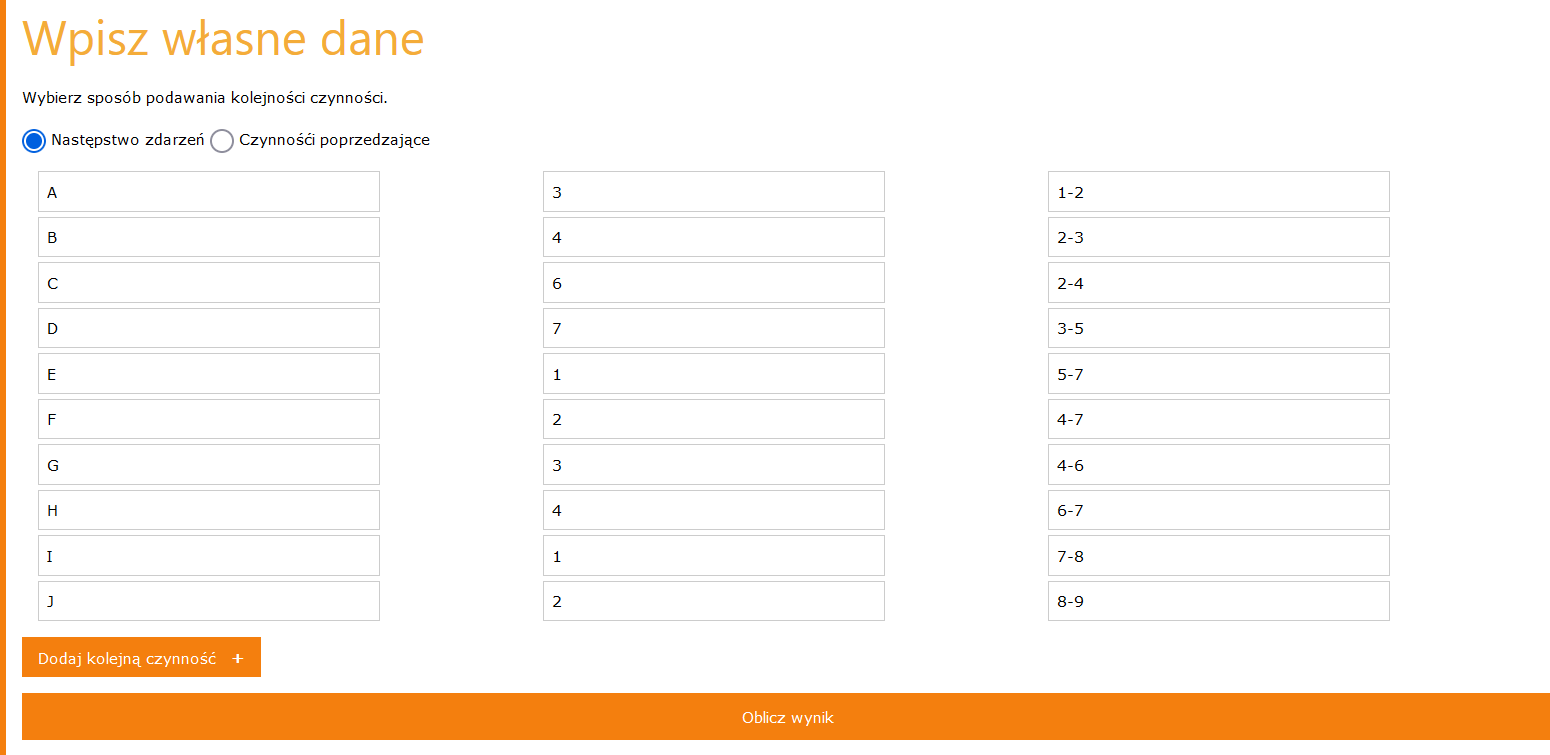 Wpisz własne dane
Wybierz sposób podawania kolejności czynności.
Następstwo zdarzeń Czynnośći poprzedzające
A 3 1-2
B 4 2-3
C 6 2-4
D 7 3-5
E 1 5-7
F 2 4-7
G 3 4-6
H 4 6-7
I 1 7-8
J 2 8-9
Dodaj kolejną czynność +
Oblicz wynik